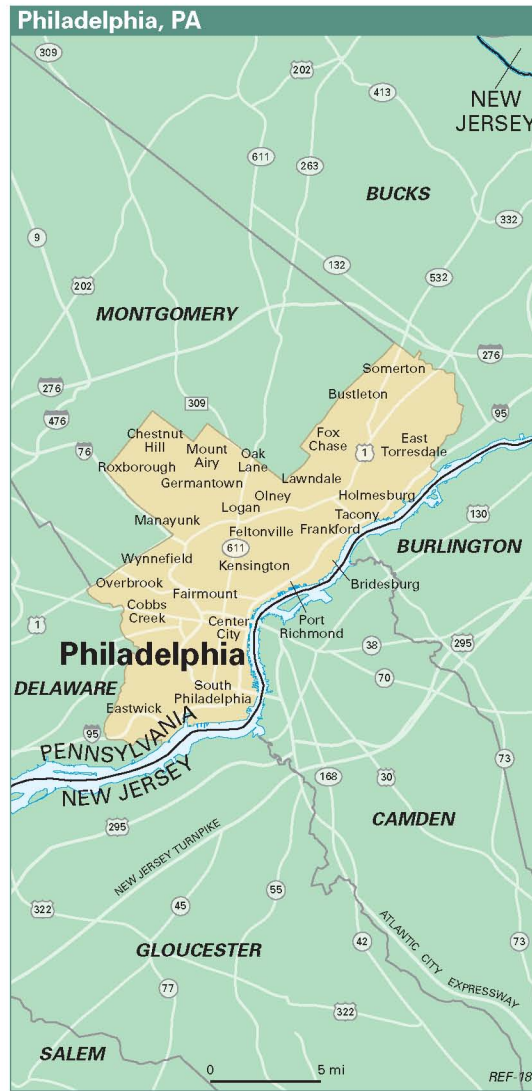 Philadelphia, PA
309
202
413
NEW
JERSEY
611
263
BUCKS
332
9
132
532
202
MONTGOMERY
276
Somerton
276
Bustleton
309
95
476
Chestnut
Hill
Mount
Airy
Oak
Lane
Fox
Chase
1
East
Torresdale
76
Roxborough
Germantown
Lawndale
Olney
Holmesburg
Logan
Tacony
130
Manayunk
Feltonville
Frankford
611
BURLINGTON
Wynnefield
Kensington
Overbrook
Fairmount
Bridesburg
Cobbs
Creek
Center
City
Port
Richmond
1
38
295
Philadelphia
70
DELAWARE
South
Philadelphia
Eastwick
95
PENNSYLVANIA
NEW JERSEY
73
168
30
CAMDEN
295
NEW JERSEY TURNPIKE
55
322
45
ATLANTIC CITY EXPRESSWAY
42
73
GLOUCESTER
77
322
SALEM
0
5 mi
REF-18